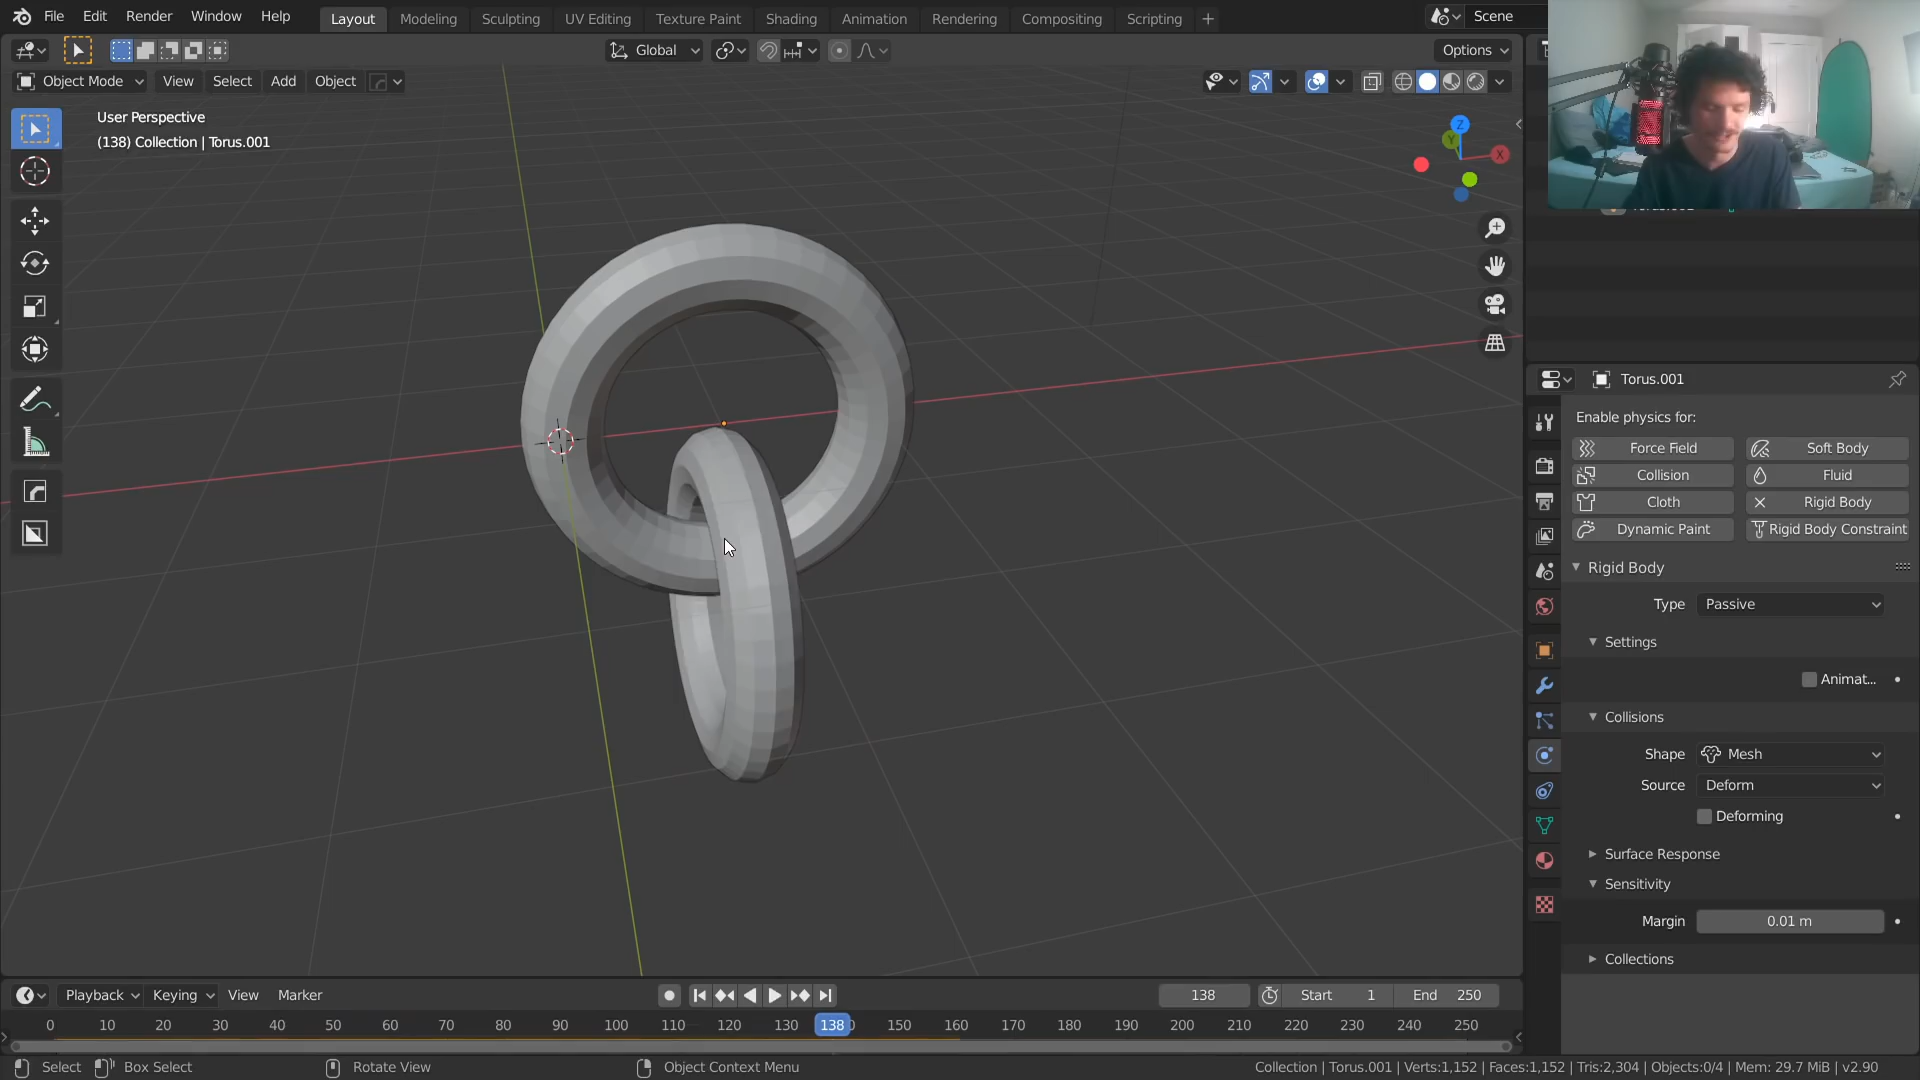 File Edit Render Window Help
Layout Modeling Sculpting UV Editing Texture Paint Shading Animation Rendering Compositing Scripting +
Scene
Global
Options
Object Mode View Select Add Object
User Perspective
(138) Collection | Torus.001
Z
Y
X
Torus.001
Enable physics for:
Force Field Soft Body
Collision Fluid
Cloth Rigid Body
Dynamic Paint Rigid Body Constraint
Rigid Body
Type Passive
Settings
Animat...
Collisions
Shape Mesh
Source Deform
Deforming
Surface Response
Sensitivity
Margin 0.01 m
Collections
Playback Keying View Marker
138 Start 1 End 250
0 10 20 30 40 50 60 70 80 90 100 110 120 130 138 150 160 170 180 190 200 210 220 230 240 250
Select Box Select Rotate View Object Context Menu
Collection | Torus.001 | Verts:1,152 | Faces:1,152 | Tris:2,304 | Objects:0/4 | Mem: 29.7 MiB | v2.90